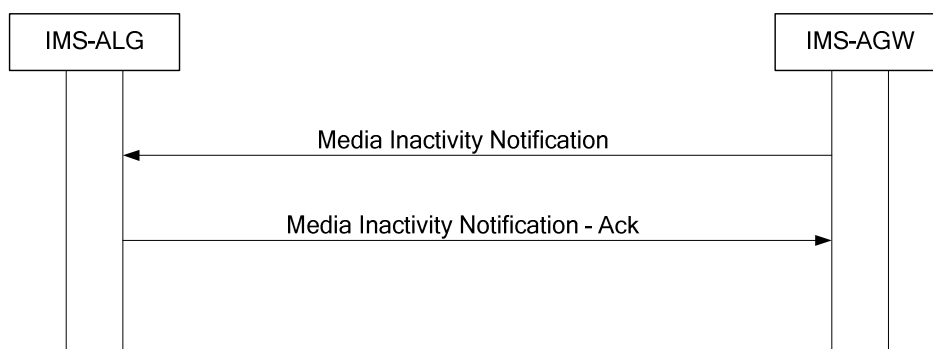 IMS-ALG
IMS-AGW
Media Inactivity Notification
Media Inactivity Notification - Ack